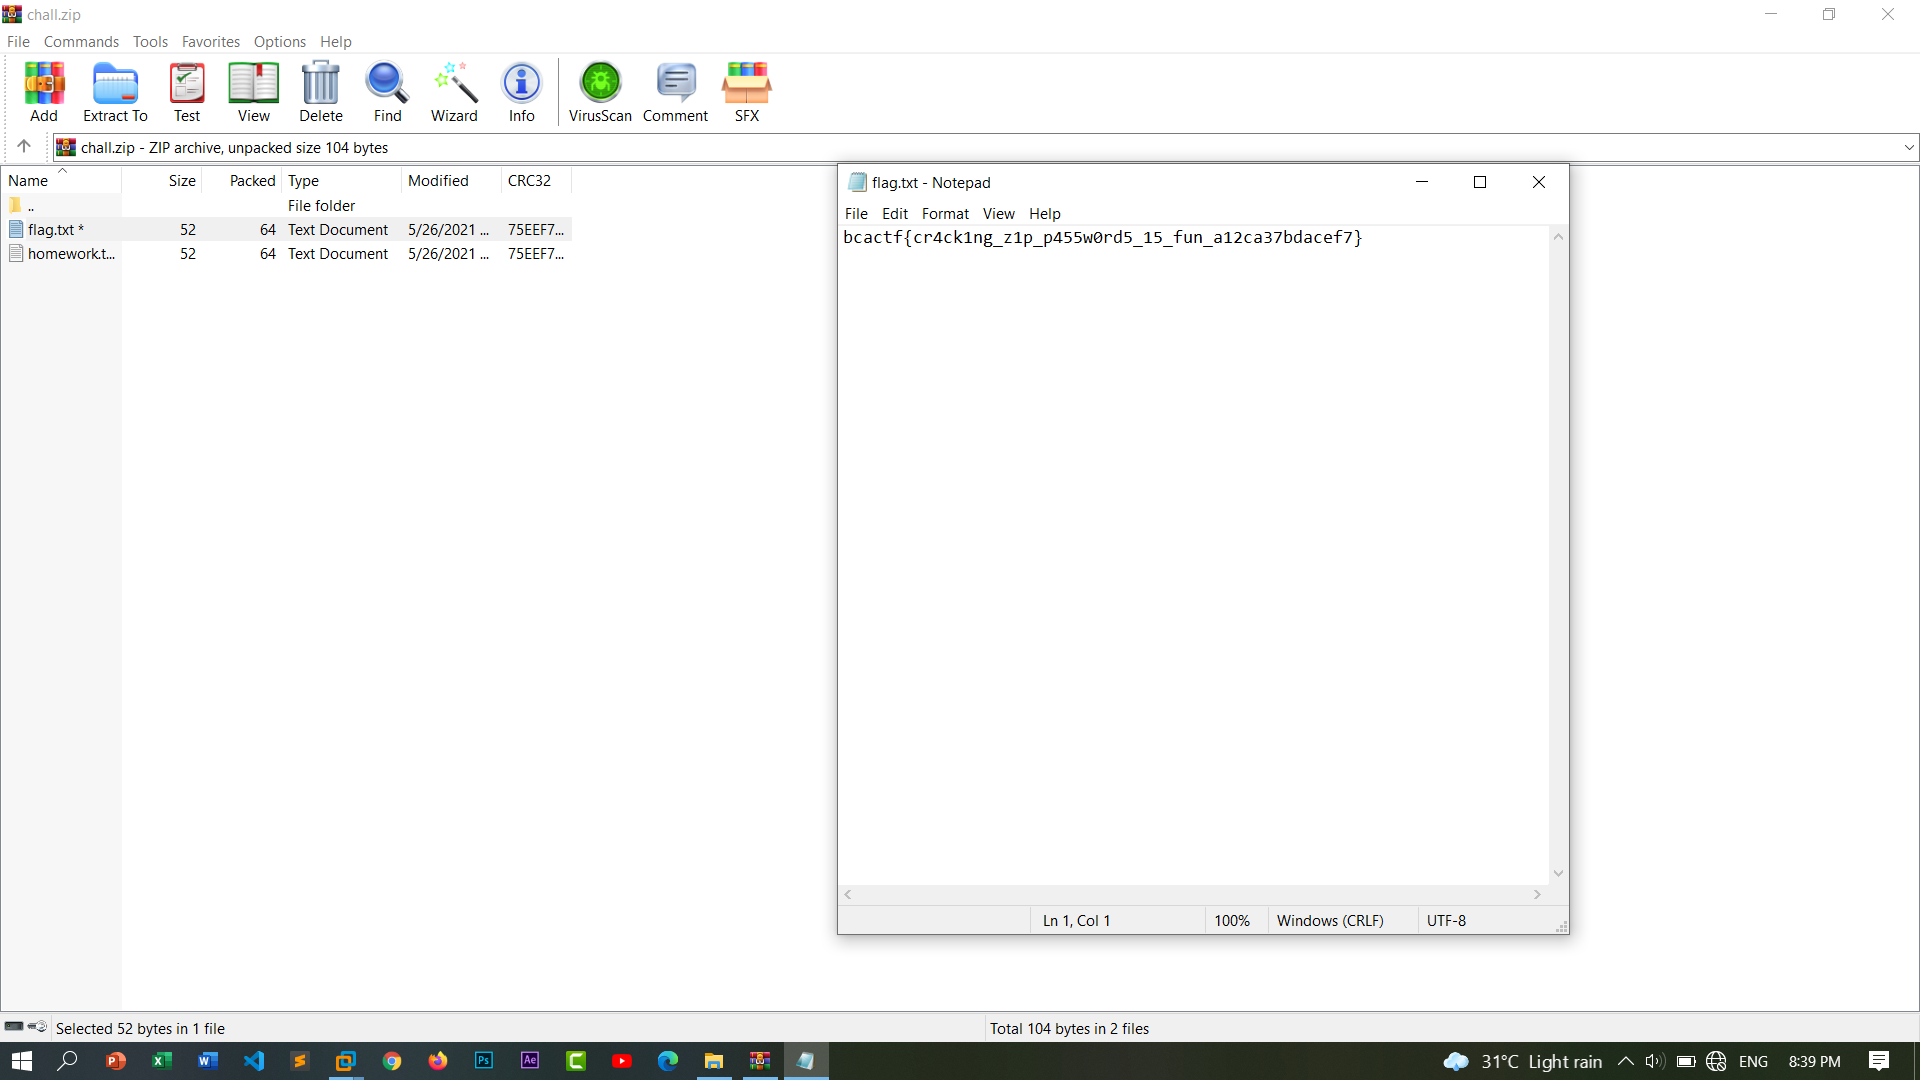 chall.zip
File Commands Tools Favorites Options Help
Add Extract To Test View Delete Find Wizard Info VirusScan Comment SFX
chall.zip - ZIP archive, unpacked size 104 bytes
Name Size Packed Type Modified CRC32
.. File folder
flag.txt * 52 64 Text Document 5/26/2021 ... 75EEF7...
homework.t... 52 64 Text Document 5/26/2021 ... 75EEF7...
flag.txt - Notepad
File Edit Format View Help
bcactf{cr4ck1ng_z1p_p455w0rd5_15_fun_a12ca37bdacef7}
Ln 1, Col 1 100% Windows (CRLF) UTF-8
Selected 52 bytes in 1 file Total 104 bytes in 2 files
31°C Light rain ENG 8:39 PM